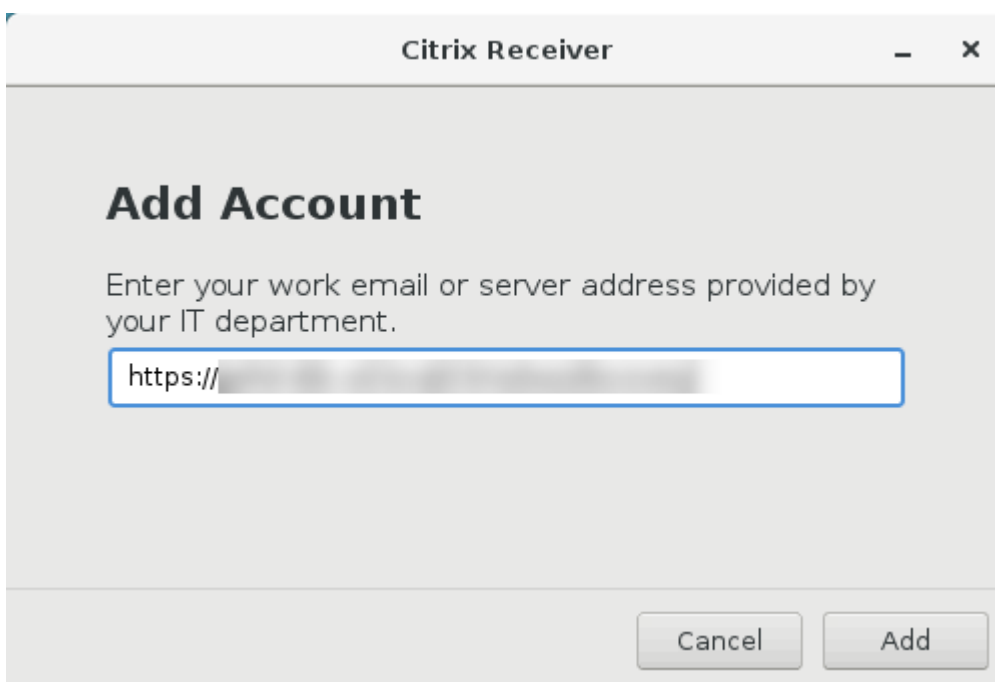 Citrix Receiver
Add Account
Enter your work email or server address provided by
your IT department.
https://
Cancel
Add